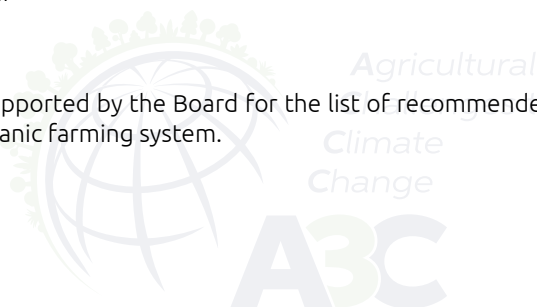 Agricultural
pported by the Board for the list of recommende
anic farming system.
Climate
Change
A3C